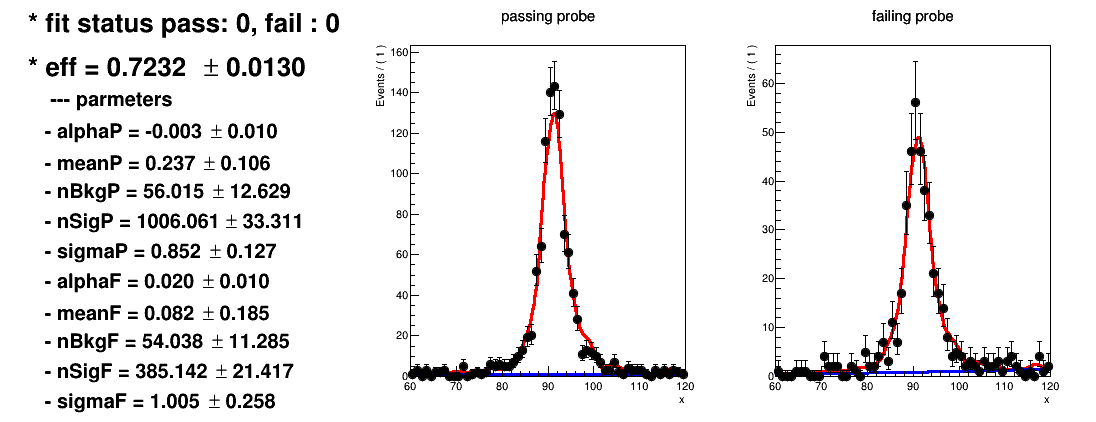 * fit status pass: 0, fail : 0
* eff = 0.7232 ± 0.0130
--- parmeters
- alphaP = -0.003 ± 0.010
- meanP = 0.237 ± 0.106
- nBkgP = 56.015 ± 12.629
- nSigP = 1006.061 ± 33.311
- sigmaP = 0.852 ± 0.127
- alphaF = 0.020 ± 0.010
- meanF = 0.082 ± 0.185
- nBkgF = 54.038 ± 11.285
- nSigF = 385.142 ± 21.417
- sigmaF = 1.005 ± 0.258
passing probe
Events / ( 1 )
160
140
120
100
80
60
40
20
0
60 70 80 90 100 110 120
x
failing probe
Events / ( 1 )
60
50
40
30
20
10
0
60 70 80 90 100 110 120
x